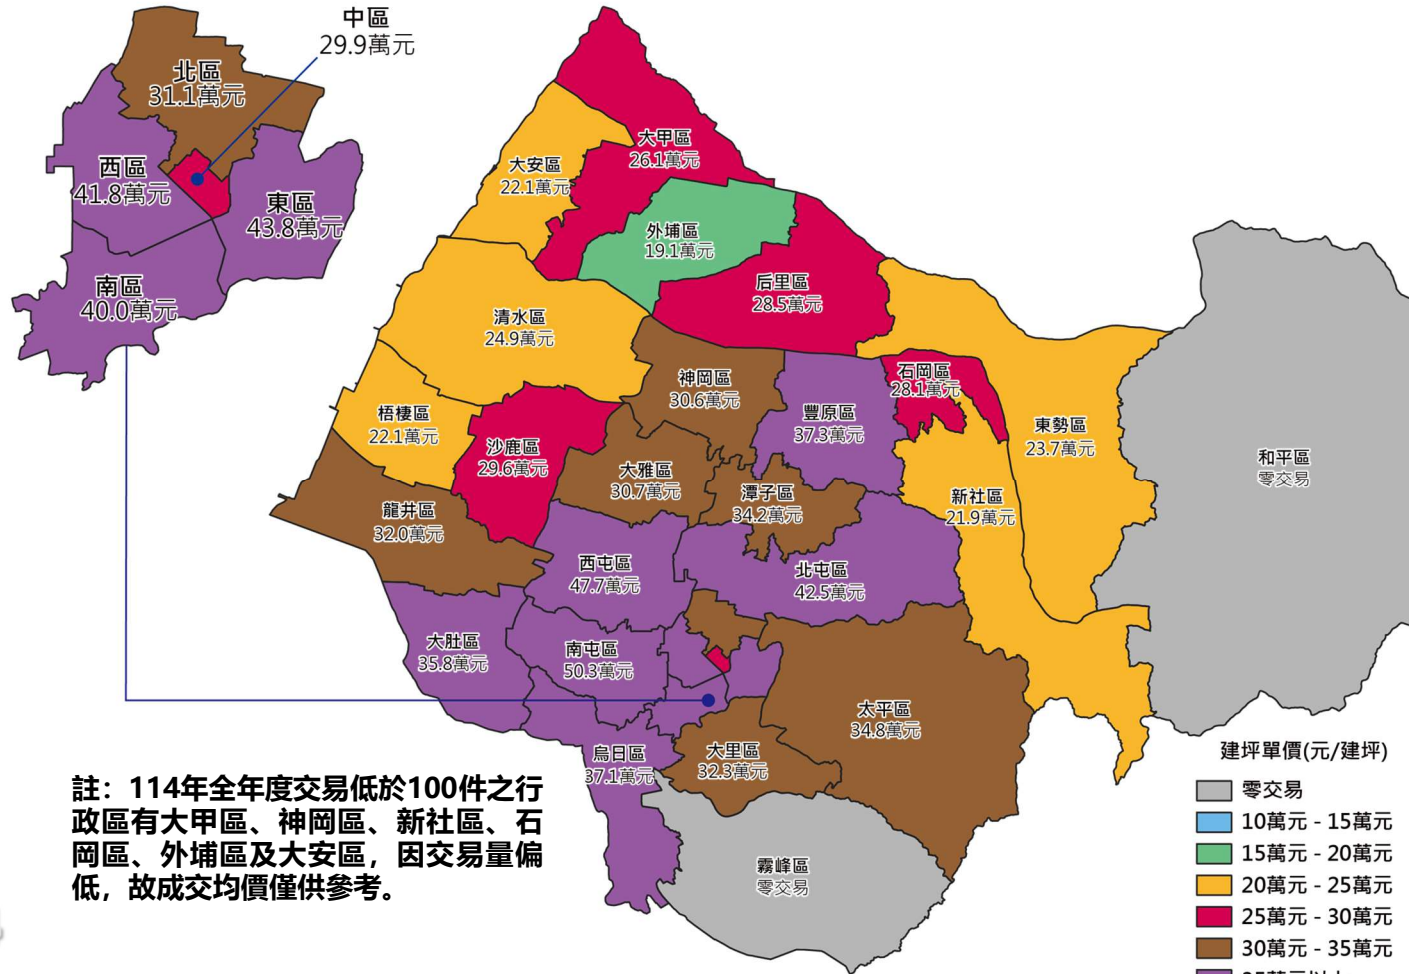 中區
29.9萬元
北區
31.1萬元
西區
41.8萬元
東區
43.8萬元
南區
40.0萬元
大甲區
26.1萬元
大安區
22.1萬元
外埔區
19.1萬元
后里區
28.5萬元
清水區
24.9萬元
神岡區
30.6萬元
石岡區
28.1萬元
豐原區
37.3萬元
東勢區
23.7萬元
梧棲區
22.1萬元
沙鹿區
29.6萬元
大雅區
30.7萬元
潭子區
34.2萬元
新社區
21.9萬元
和平區
零交易
龍井區
32.0萬元
西屯區
47.7萬元
北屯區
42.5萬元
大肚區
35.8萬元
南屯區
50.3萬元
太平區
34.8萬元
烏日區
37.1萬元
大里區
32.3萬元
霧峰區
零交易
註：114年全年度交易低於100件之行
政區有大甲區、神岡區、新社區、石
岡區、外埔區及大安區，因交易量偏
低，故成交均價僅供參考。
建坪單價(元/建坪)
零交易
10萬元 - 15萬元
15萬元 - 20萬元
20萬元 - 25萬元
25萬元 - 30萬元
30萬元 - 35萬元